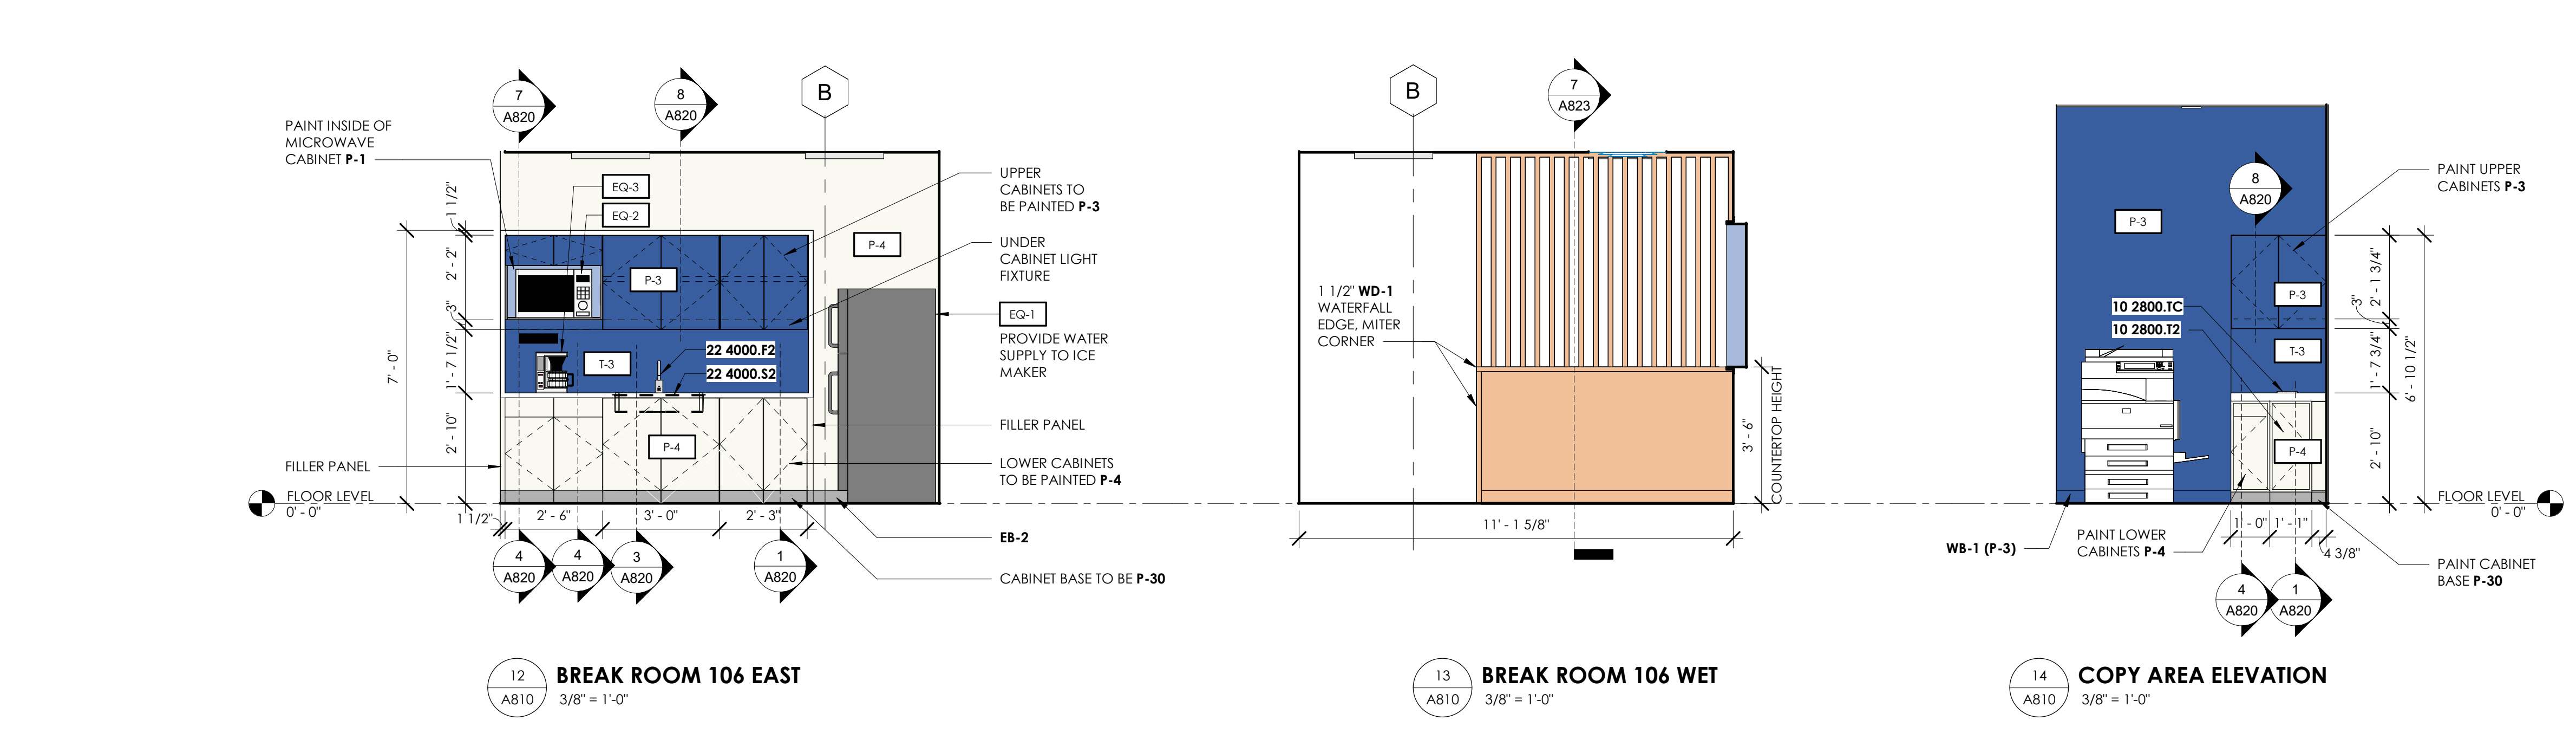 7
A820
8
A820
B
PAINT INSIDE OF
MICROWAVE
CABINET P-1
EQ-3
EQ-2
UPPER
CABINETS TO
BE PAINTED P-3
P-4
UNDER
CABINET LIGHT
FIXTURE
P-3
EQ-1
PROVIDE WATER
SUPPLY TO ICE
MAKER
T-3
22 4000.F2
22 4000.S2
FILLER PANEL
P-4
LOWER CABINETS
TO BE PAINTED P-4
FILLER PANEL
FLOOR LEVEL
0' - 0"
1 1/2"
2' - 2"
3"
1' - 7 1/2"
2' - 10"
7' - 0"
1 1/2"
2' - 6"
3' - 0"
2' - 3"
EB-2
CABINET BASE TO BE P-30
4
A820
4
A820
3
A820
1
A820
12
A810
BREAK ROOM 106 EAST
3/8" = 1'-0"
B
7
A823
1 1/2" WD-1
WATERFALL
EDGE, MITER
CORNER
3' - 6"
COUNTERTOP HEIGHT
11' - 1 5/8"
13
A810
BREAK ROOM 106 WET
3/8" = 1'-0"
8
A820
P-3
PAINT UPPER
CABINETS P-3
P-3
10 2800.TC
10 2800.T2
T-3
P-4
2' - 1 3/4"
3"
1' - 7 3/4"
2' - 10"
6' - 10 1/2"
FLOOR LEVEL
0' - 0"
WB-1 (P-3)
PAINT LOWER
CABINETS P-4
1' - 0"
1' - 1"
4 3/8"
PAINT CABINET
BASE P-30
4
A820
1
A820
14
A810
COPY AREA ELEVATION
3/8" = 1'-0"